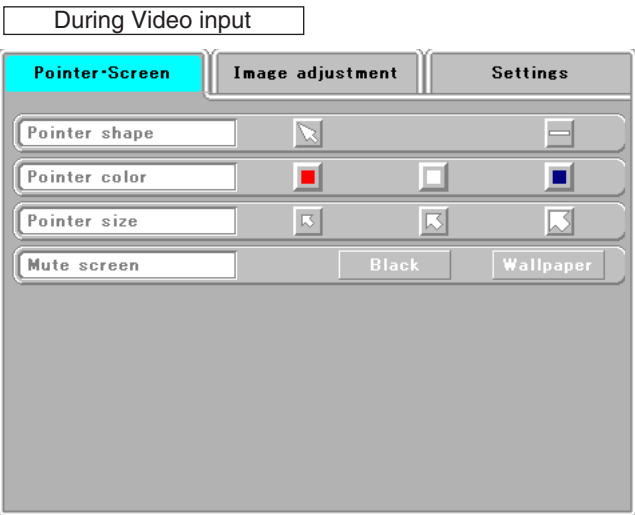 During Video input
Pointer·Screen Image adjustment Settings
Pointer shape
Pointer color
Pointer size
Mute screen Black Wallpaper